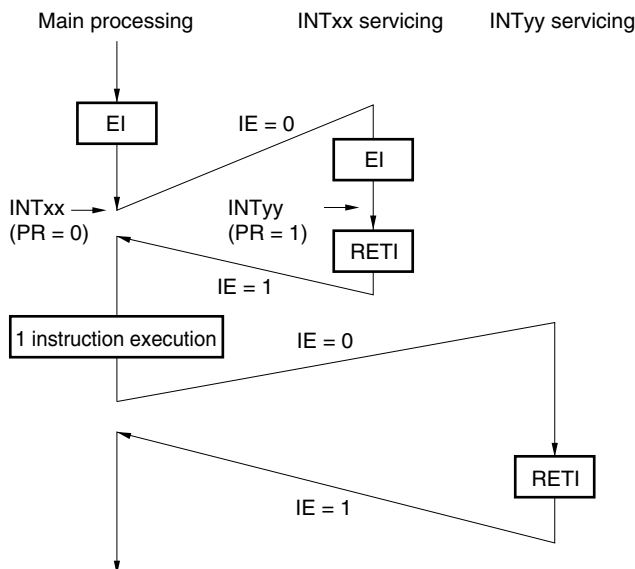 Main processing
INTxx servicing
INTyy servicing
EI
IE = 0
EI
INTxx
(PR = 0)
INTyy
(PR = 1)
RETI
IE = 1
1 instruction execution
IE = 0
RETI
IE = 1